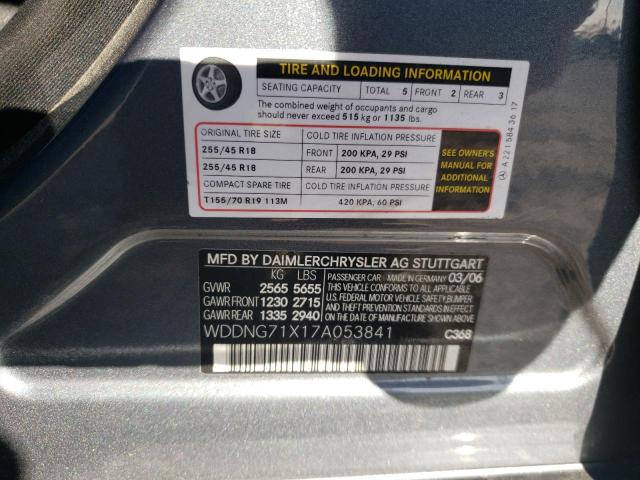 TIRE AND LOADING INFORMATION
SEATING CAPACITY TOTAL 5 FRONT 2 REAR 3
The combined weight of occupants and cargo
should never exceed 515 kg or 1135 lbs.
ORIGINAL TIRE SIZE COLD TIRE INFLATION PRESSURE
255/45 R18 FRONT 200 KPA, 29 PSI
255/45 R18 REAR 200 KPA, 29 PSI
COMPACT SPARE TIRE COLD TIRE INFLATION PRESSURE
T155/70 R19 113M 420 KPA, 60 PSI
SEE OWNER'S
MANUAL FOR
ADDITIONAL
INFORMATION
A 221 584 36 17
MFD BY DAIMLERCHRYSLER AG STUTTGART
KG LBS PASSENGER CAR MADE IN GERMANY 03/06
GVWR 2565 5655
GAWR FRONT 1230 2715
GAWR REAR 1335 2940
U.S. FEDERAL MOTOR VEHICLE SAFETY, BUMPER
AND THEFT PREVENTION STANDARDS IN EFFECT
ON THE DATE OF MANUFACTURE SHOWN ABOVE
WDDNG71X17A053841 C368